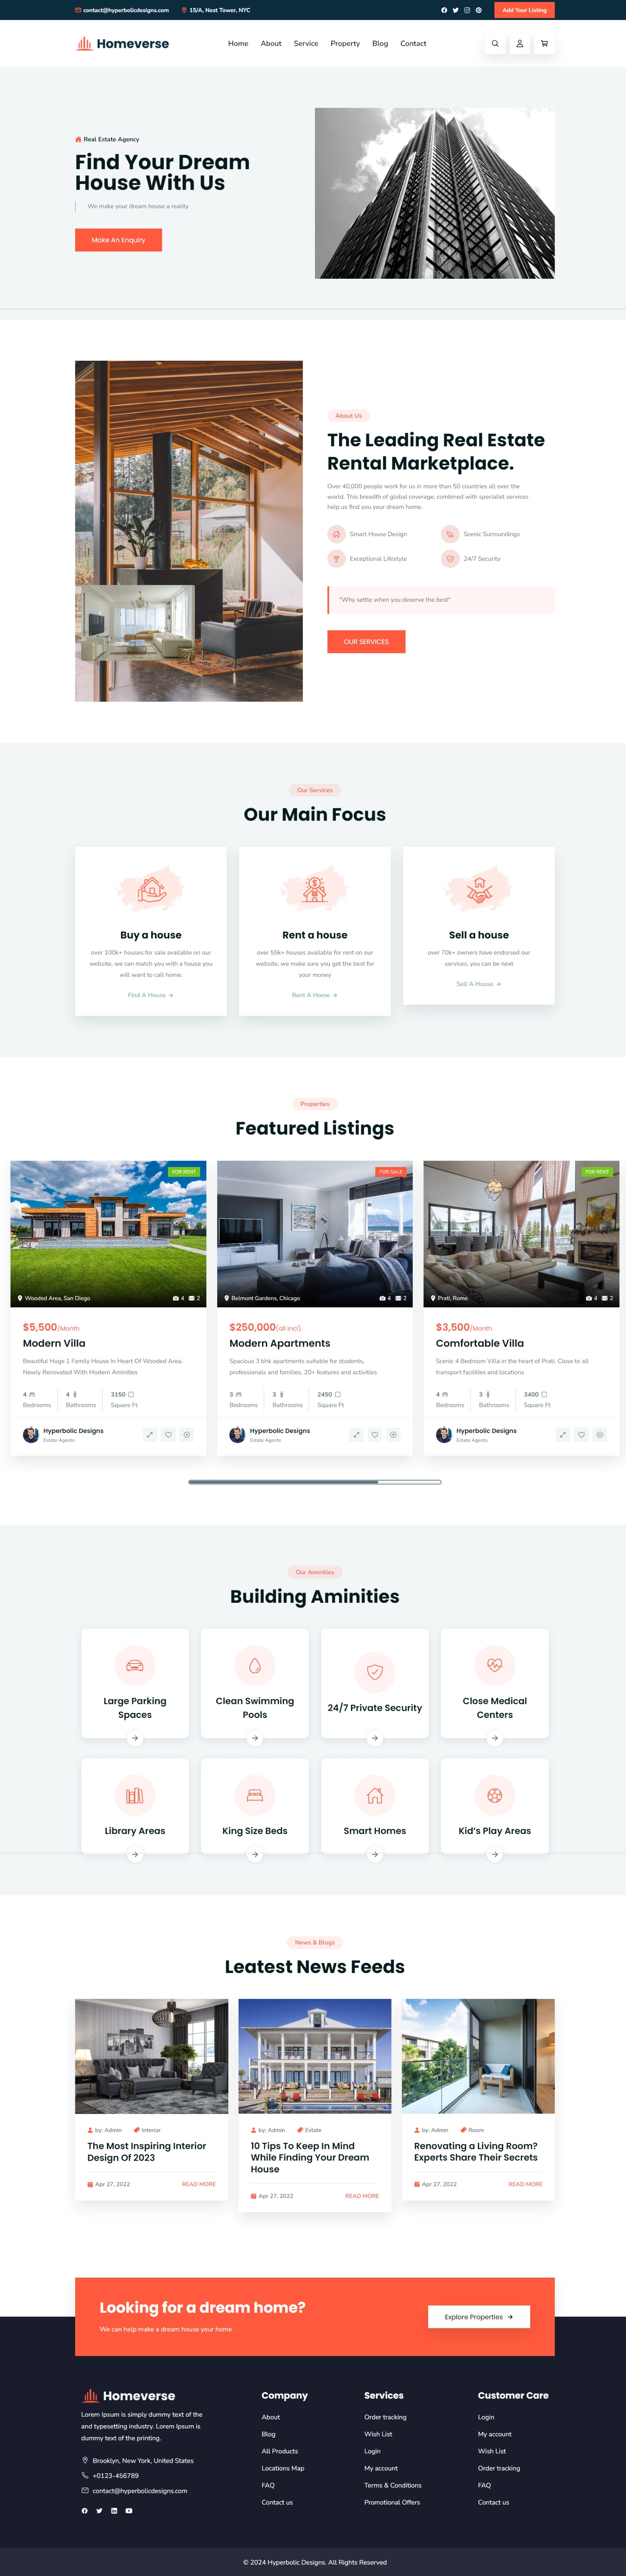 contact@hyperbolicdesigns.com
15/A, Nest Tower, NYC
Add Your Listing
Homeverse
Home
About
Service
Property
Blog
Contact
Real Estate Agency
Find Your Dream
House With Us
We make your dream house a reality
Make An Enquiry
About Us
The Leading Real Estate
Rental Marketplace.
Over 40,000 people work for us in more than 50 countries all over the
world. This breadth of global coverage, combined with specialist services
help us find you your dream home.
Smart House Design
Scenic Surroundings
Exceptional Lifestyle
24/7 Security
"Why settle when you deserve the best"
OUR SERVICES
Our Services
Our Main Focus
Buy a house
over 100k+ houses for sale available on our
website, we can match you with a house you
will want to call home.
Find A House
Rent a house
over 55k+ houses available for rent on our
website, we make sure you get the best for
your money
Rent A Home
Sell a house
over 70k+ owners have endorsed our
services, you can be next
Sell A House
Properties
Featured Listings
FOR RENT
Wooded Area, San Diego
4
2
$5,500/Month
Modern Villa
Beautiful Huge 1 Family House In Heart Of Wooded Area.
Newly Renovated With Modern Aminities
4
Bedrooms
4
Bathrooms
3150
Square Ft
Hyperbolic Designs
Estate Agents
FOR SALE
Belmont Gardens, Chicago
4
2
$250,000(all incl)
Modern Apartments
Spacious 3 bhk apartments suitable for students,
professionals and families. 20+ features and activities
3
Bedrooms
3
Bathrooms
2450
Square Ft
Hyperbolic Designs
Estate Agents
FOR RENT
Prati, Rome
4
2
$3,500/Month
Comfortable Villa
Scenic 4 Bedroom Villa in the heart of Prati. Close to all
transport facilities and locations
4
Bedrooms
3
Bathrooms
3400
Square Ft
Hyperbolic Designs
Estate Agents
Our Aminities
Building Aminities
Large Parking
Spaces
Clean Swimming
Pools
24/7 Private Security
Close Medical
Centers
Library Areas
King Size Beds
Smart Homes
Kid's Play Areas
News & Blogs
Leatest News Feeds
by: Admin
Interior
The Most Inspiring Interior
Design Of 2023
Apr 27, 2022
READ MORE
by: Admin
Estate
10 Tips To Keep In Mind
While Finding Your Dream
House
Apr 27, 2022
READ MORE
by: Admin
Room
Renovating a Living Room?
Experts Share Their Secrets
Apr 27, 2022
READ MORE
Looking for a dream home?
We can help make a dream house your home
Explore Properties
Homeverse
Lorem Ipsum is simply dummy text of the
and typesetting industry. Lorem Ipsum is
dummy text of the printing.
Brooklyn, New York, United States
+0123-456789
contact@hyperbolicdesigns.com
Company
About
Blog
All Products
Locations Map
FAQ
Contact us
Services
Order tracking
Wish List
Login
My account
Terms & Conditions
Promotional Offers
Customer Care
Login
My account
Wish List
Order tracking
FAQ
Contact us
© 2024 Hyperbolic Designs. All Rights Reserved